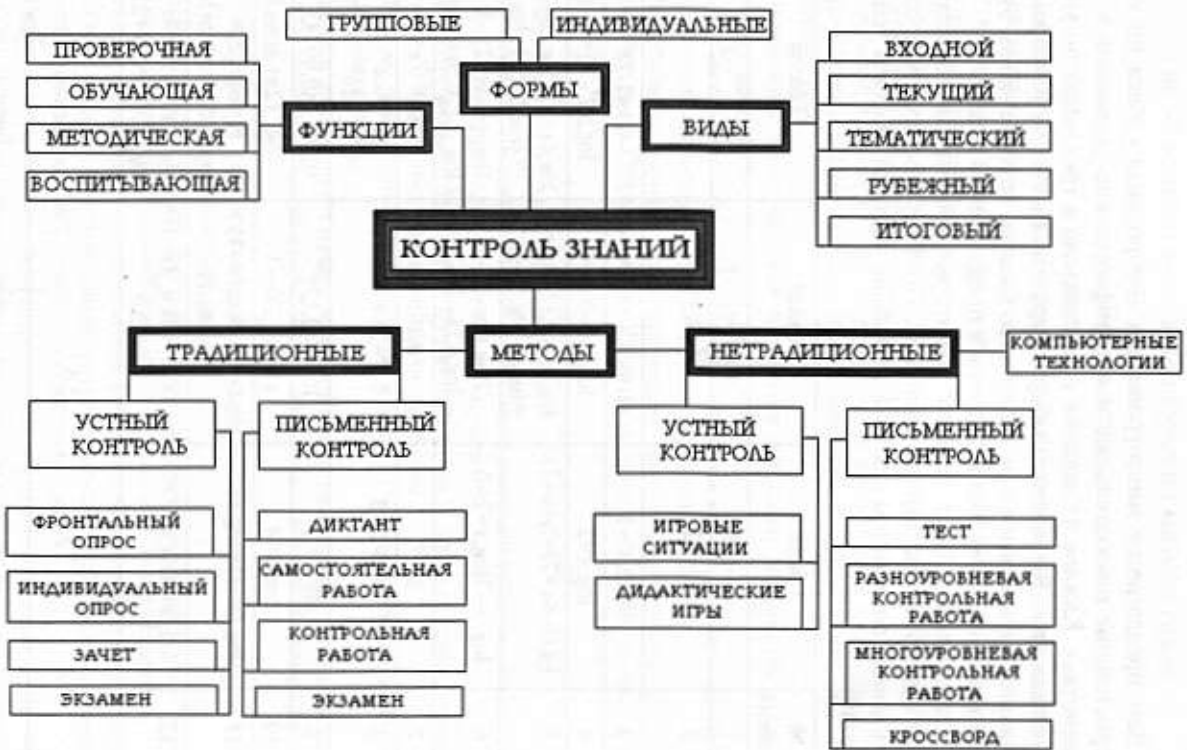 ГРУППОВЫЕ
ИНДИВИДУАЛЬНЫЕ
ФОРМЫ
ПРОВЕРОЧНАЯ
ОБУЧАЮЩАЯ
МЕТОДИЧЕСКАЯ
ВОСПИТЫВАЮЩАЯ
ФУНКЦИИ
ВИДЫ
ВХОДНОЙ
ТЕКУЩИЙ
ТЕМАТИЧЕСКИЙ
РУБЕЖНЫЙ
ИТОГОВЫЙ
КОНТРОЛЬ ЗНАНИЙ
ТРАДИЦИОННЫЕ
МЕТОДЫ
НЕТРАДИЦИОННЫЕ
КОМПЬЮТЕРНЫЕ
ТЕХНОЛОГИИ
УСТНЫЙ
КОНТРОЛЬ
ФРОНТАЛЬНЫЙ
ОПРОС
ИНДИВИДУАЛЬНЫЙ
ОПРОС
ЗАЧЕТ
ЭКЗАМЕН
ПИСЬМЕННЫЙ
КОНТРОЛЬ
ДИКТАНТ
САМОСТОЯТЕЛЬНАЯ
РАБОТА
КОНТРОЛЬНАЯ
РАБОТА
ЭКЗАМЕН
УСТНЫЙ
КОНТРОЛЬ
ИГРОВЫЕ
СИТУАЦИИ
ДИДАКТИЧЕСКИЕ
ИГРЫ
ПИСЬМЕННЫЙ
КОНТРОЛЬ
ТЕСТ
РАЗНОУРОВНЕВАЯ
КОНТРОЛЬНАЯ
РАБОТА
МНОГОУРОВНЕВАЯ
КОНТРОЛЬНАЯ
РАБОТА
КРОССВОРД